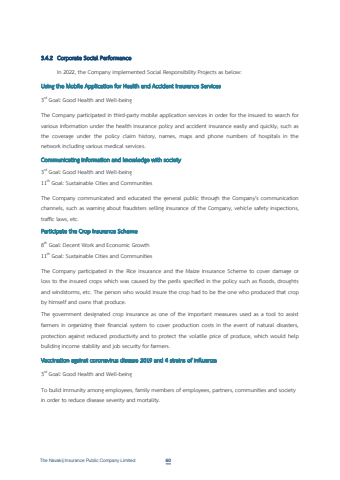 3.4.2 Corporate Social Performance
In 2022, the Company implemented Social Responsibility Projects as below:
Using the Mobile Application for Health and Accident Insurance Services
3rd Goal: Good Health and Well-being
The Company participated in third-party mobile application services in order for the insured to search for
various information under the health insurance policy and accident insurance easily and quickly, such as
the coverage under the policy claim history, names, maps and phone numbers of hospitals in the
network including various medical services.
Communicating information and knowledge with society
3rd Goal: Good Health and Well-being
11th Goal: Sustainable Cities and Communities
The Company communicated and educated the general public through the Company's communication
channels, such as warning about fraudsters selling insurance of the Company, vehicle safety inspections,
traffic laws, etc.
Participate the Crop Insurance Scheme
8th Goal: Decent Work and Economic Growth
11th Goal: Sustainable Cities and Communities
The Company participated in the Rice Insurance and the Maize Insurance Scheme to cover damage or
loss to the insured crops which was caused by the perils specified in the policy such as floods, droughts
and windstorms, etc. The person who would insure the crop had to be the one who produced that crop
by himself and owns that produce.
The government designated crop insurance as one of the important measures used as a tool to assist
farmers in organizing their financial system to cover production costs in the event of natural disasters,
protection against reduced productivity and to protect the volatile price of produce, which would help
building income stability and job security for farmers.
Vaccination against coronavirus disease 2019 and 4 strains of influenza
3rd Goal: Good Health and Well-being
To build immunity among employees, family members of employees, partners, communities and society
in order to reduce disease severity and mortality.
The Navakij Insurance Public Company Limited 60